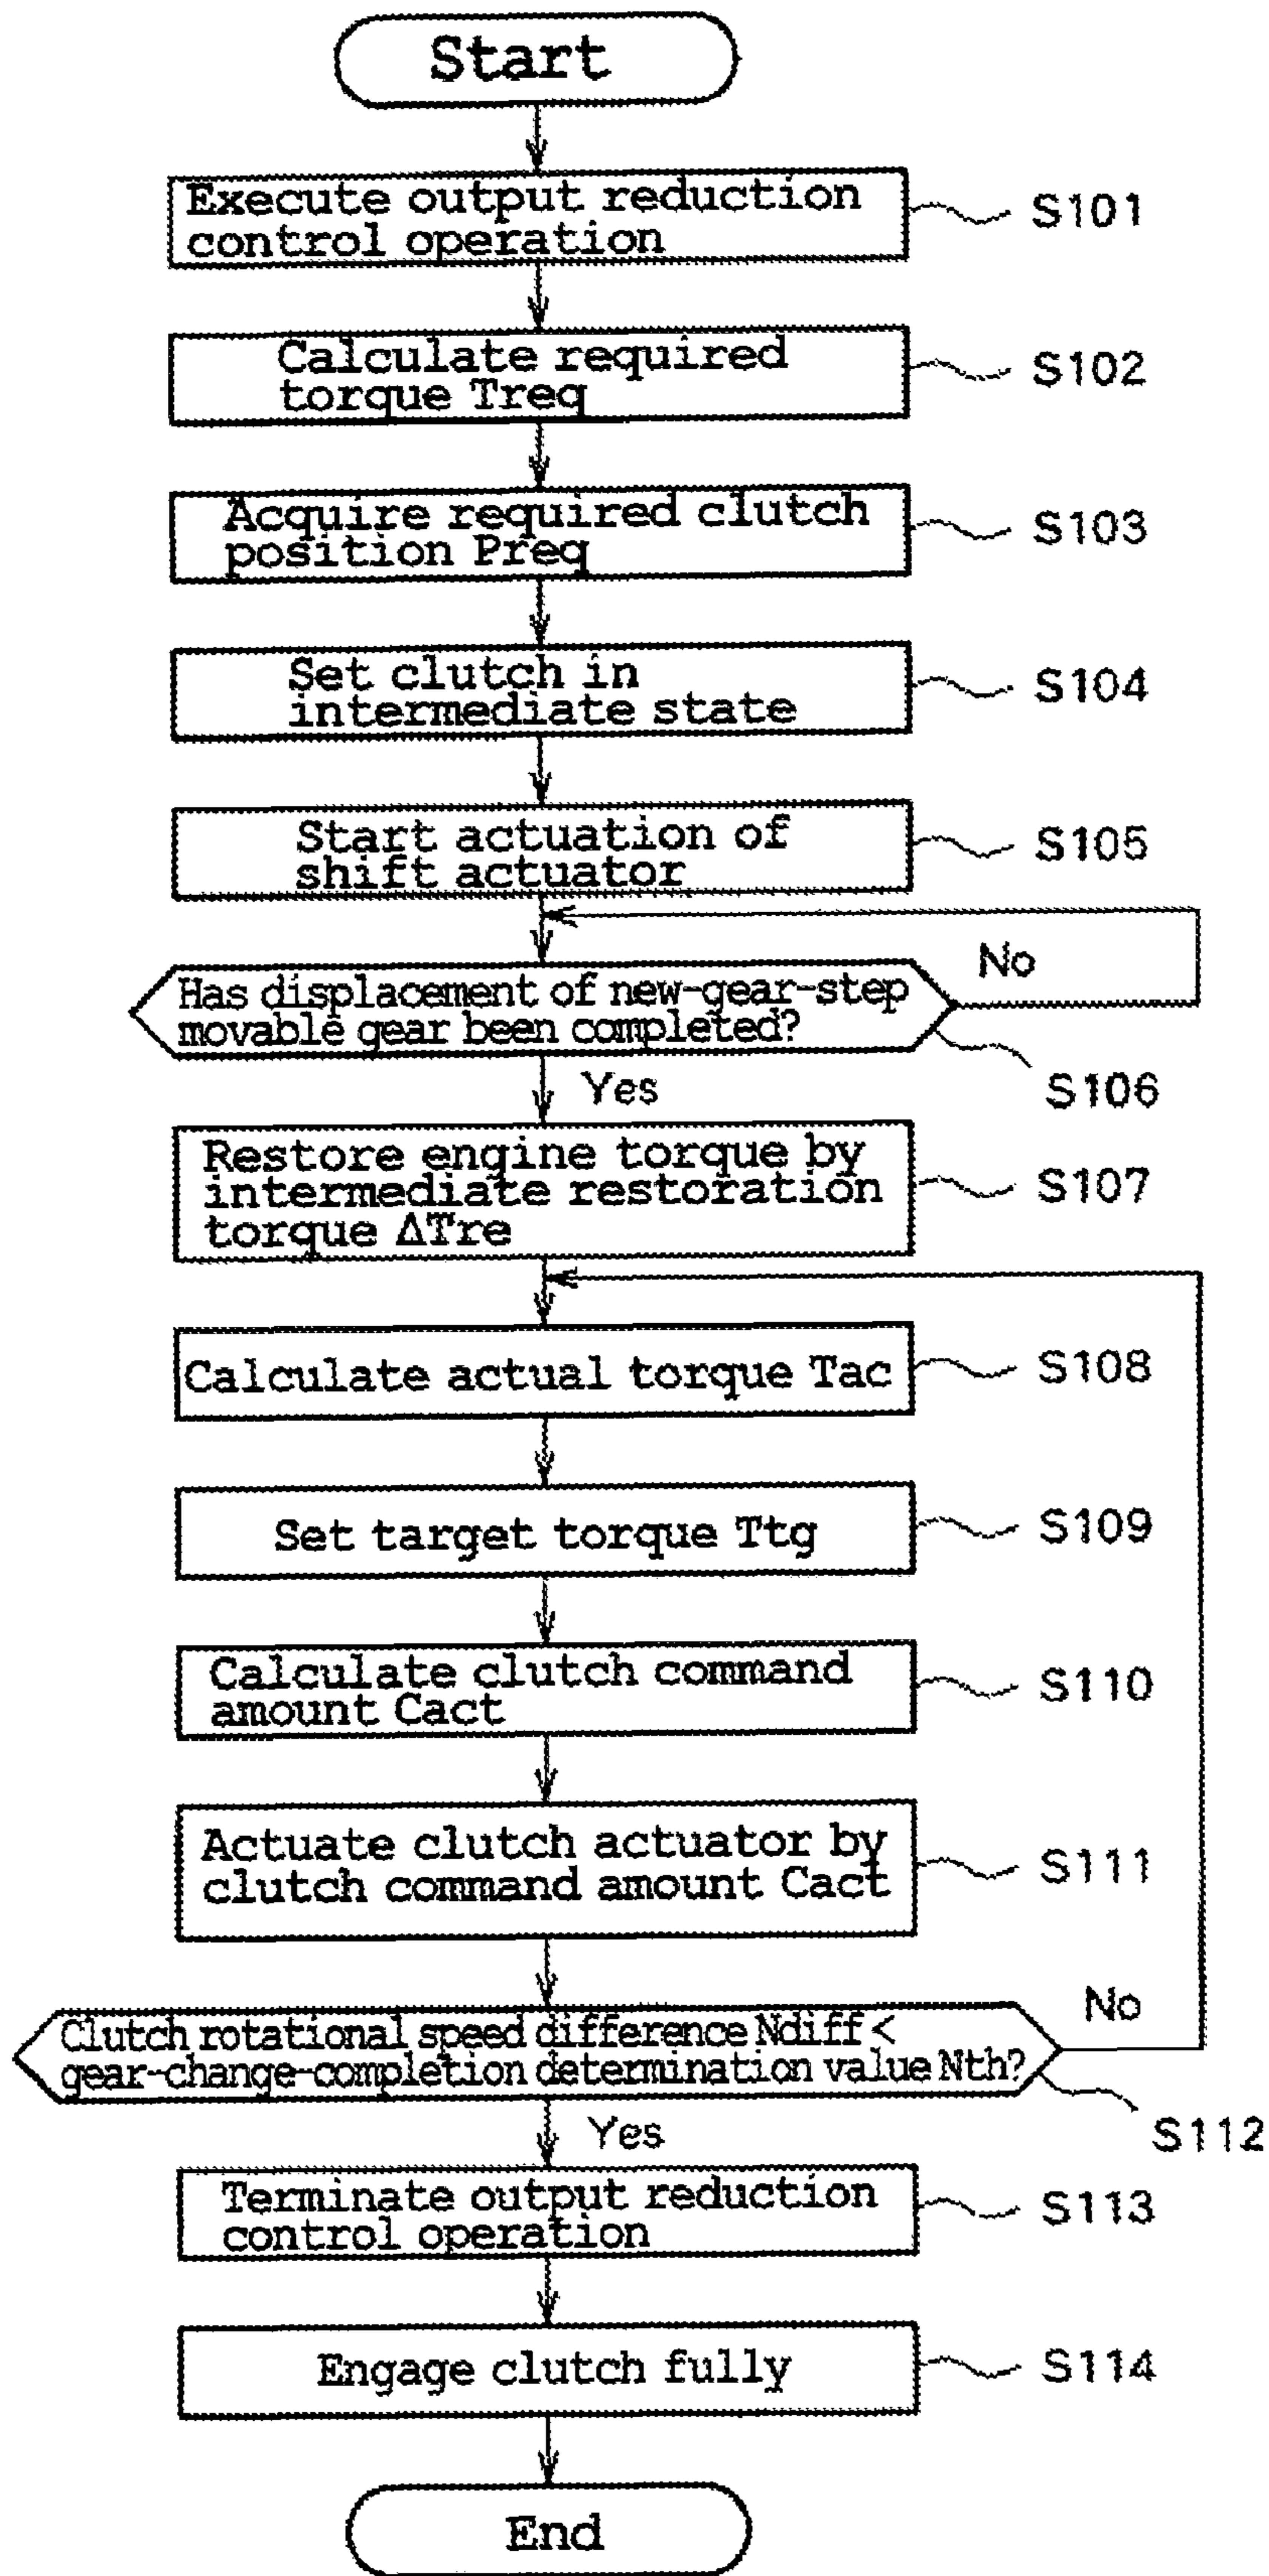 Start
Execute output reduction
control operation
S101
Calculate required
torque Treq
S102
Acquire required clutch
position Preq
S103
Set clutch in
intermediate state
S104
Start actuation of
shift actuator
S105
No
Has displacement of new-gear-step
movable gear been completed?
S106
Yes
Restore engine torque by
intermediate restoration
torque ΔTre
S107
Calculate actual torque Tac
S108
Set target torque Ttg
S109
Calculate clutch command
amount Cact
S110
Actuate clutch actuator by
clutch command amount Cact
S111
No
Clutch rotational speed difference Ndiff <
gear-change-completion determination value Nth?
S112
Yes
Terminate output reduction
control operation
S113
Engage clutch fully
S114
End